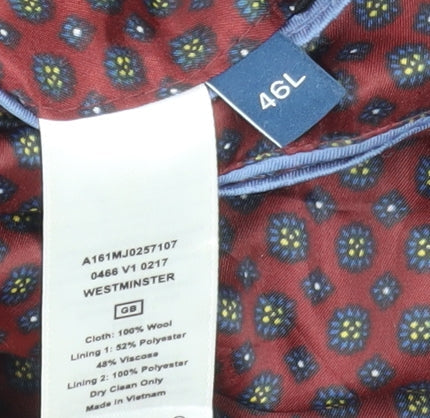 46L
A161MJ0257107
0466 V1 0217
WESTMINSTER
GB
Cloth: 100% Wool
Lining 1: 52% Polyester
48% Viscose
Lining 2: 100% Polyester
Dry Clean Only
Made in Vietnam